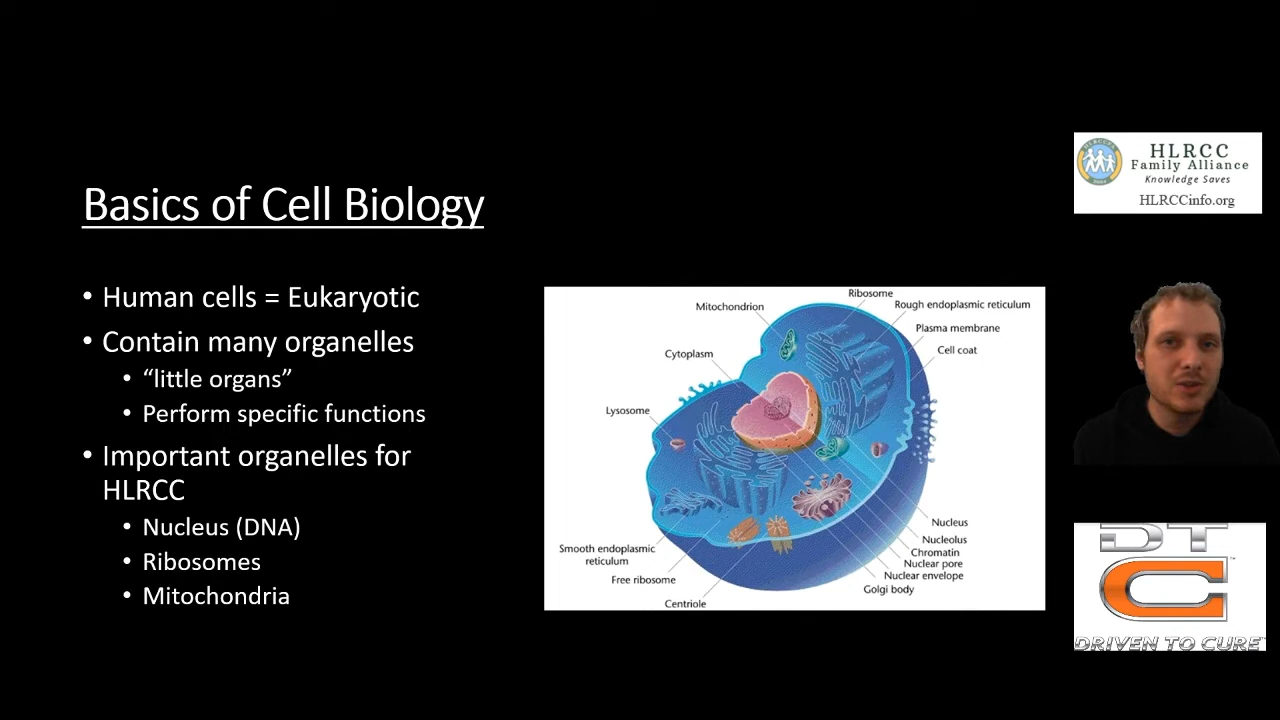 Basics of Cell Biology
• Human cells = Eukaryotic
• Contain many organelles
• “little organs”
• Perform specific functions
• Important organelles for
HLRCC
• Nucleus (DNA)
• Ribosomes
• Mitochondria
Mitochondrion
Ribosome
Rough endoplasmic reticulum
Plasma membrane
Cell coat
Cytoplasm
Lysosome
Nucleus
Nucleolus
Chromatin
Nuclear pore
Nuclear envelope
Golgi body
Smooth endoplasmic
reticulum
Free ribosome
Centriole
HLRCC
Family Alliance
Knowledge Saves
HLRCCinfo.org
DT
C
DRIVEN TO CURE